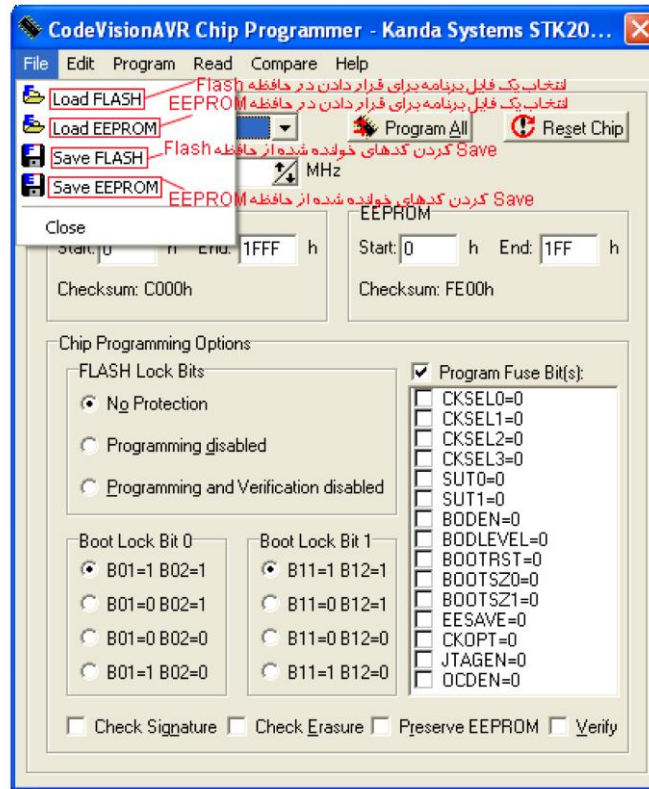 CodeVisionAVR Chip Programmer - Kanda Systems STK20...
File Edit Program Read Compare Help
Load FLASH
انتخاب یک فایل برنامه برای قرار دادن در حافظه Flash
Load EEPROM
انتخاب یک فایل برنامه برای قرار دادن در حافظه EEPROM
Program All
Reset Chip
Save FLASH
Save کردن کدهای خوانده شده از حافظه Flash
MHz
Save EEPROM
Save کردن کدهای خوانده شده از حافظه EEPROM
Close
EEPROM
Start: 0 h End: 1FFF h
Start: 0 h End: 1FF h
Checksum: C000h
Checksum: FE00h
Chip Programming Options
FLASH Lock Bits
No Protection
Programming disabled
Programming and Verification disabled
Program Fuse Bit(s):
CKSEL0=0
CKSEL1=0
CKSEL2=0
CKSEL3=0
SUT0=0
SUT1=0
BODEN=0
BODLEVEL=0
BOOTRST=0
BOOTSZ0=0
BOOTSZ1=0
EESAVE=0
CKOPT=0
JTAGEN=0
OCDEN=0
Boot Lock Bit 0
B01=1 B02=1
B01=0 B02=1
B01=0 B02=0
B01=1 B02=0
Boot Lock Bit 1
B11=1 B12=1
B11=0 B12=1
B11=0 B12=0
B11=1 B12=0
Check Signature
Check Erasure
Preserve EEPROM
Verify